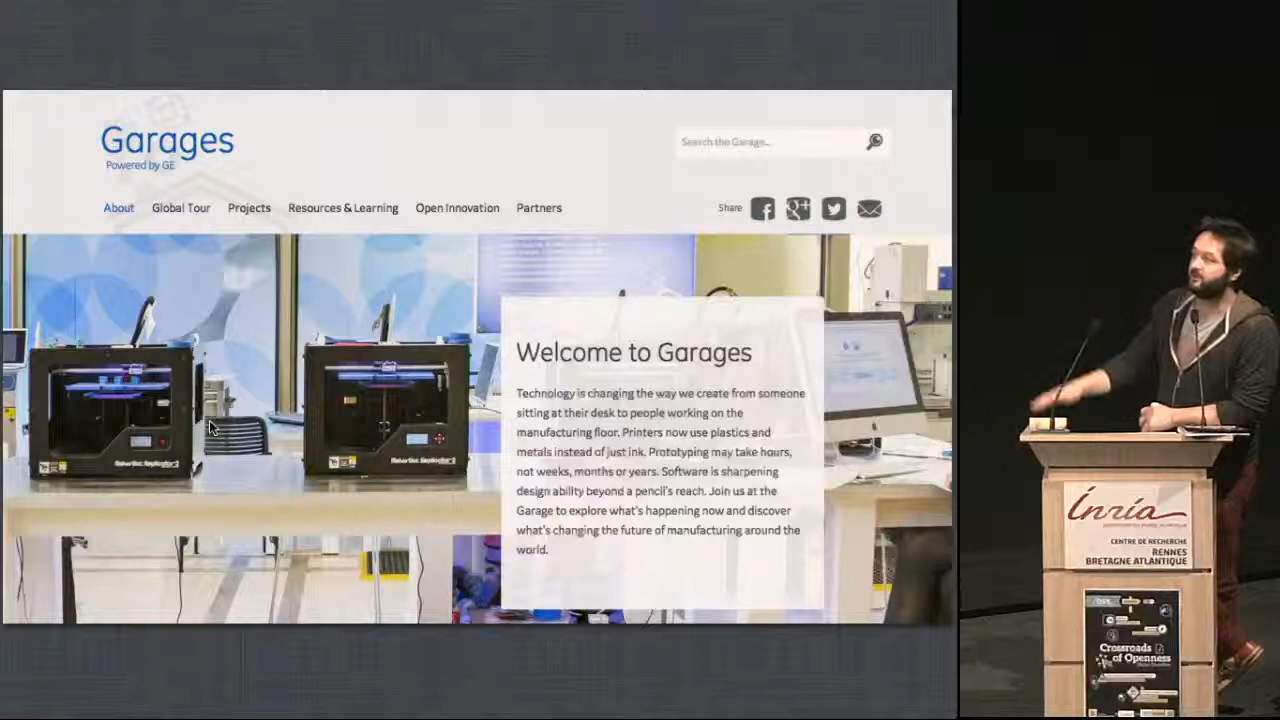 Garages
Powered by GE
Search the Garage...
About Global Tour Projects Resources & Learning Open Innovation Partners
Share
Welcome to Garages
Technology is changing the way we create from someone
sitting at their desk to people working on the
manufacturing floor. Printers now use plastics and
metals instead of just ink. Prototyping may take hours,
not weeks, months or years. Software is sharpening
design ability beyond a pencil's reach. Join us at the
Garage to explore what's happening now and discover
what's changing the future of manufacturing around the
world.
Inria
CENTRE DE RECHERCHE
RENNES
BRETAGNE ATLANTIQUE
Crossroads
of Openness